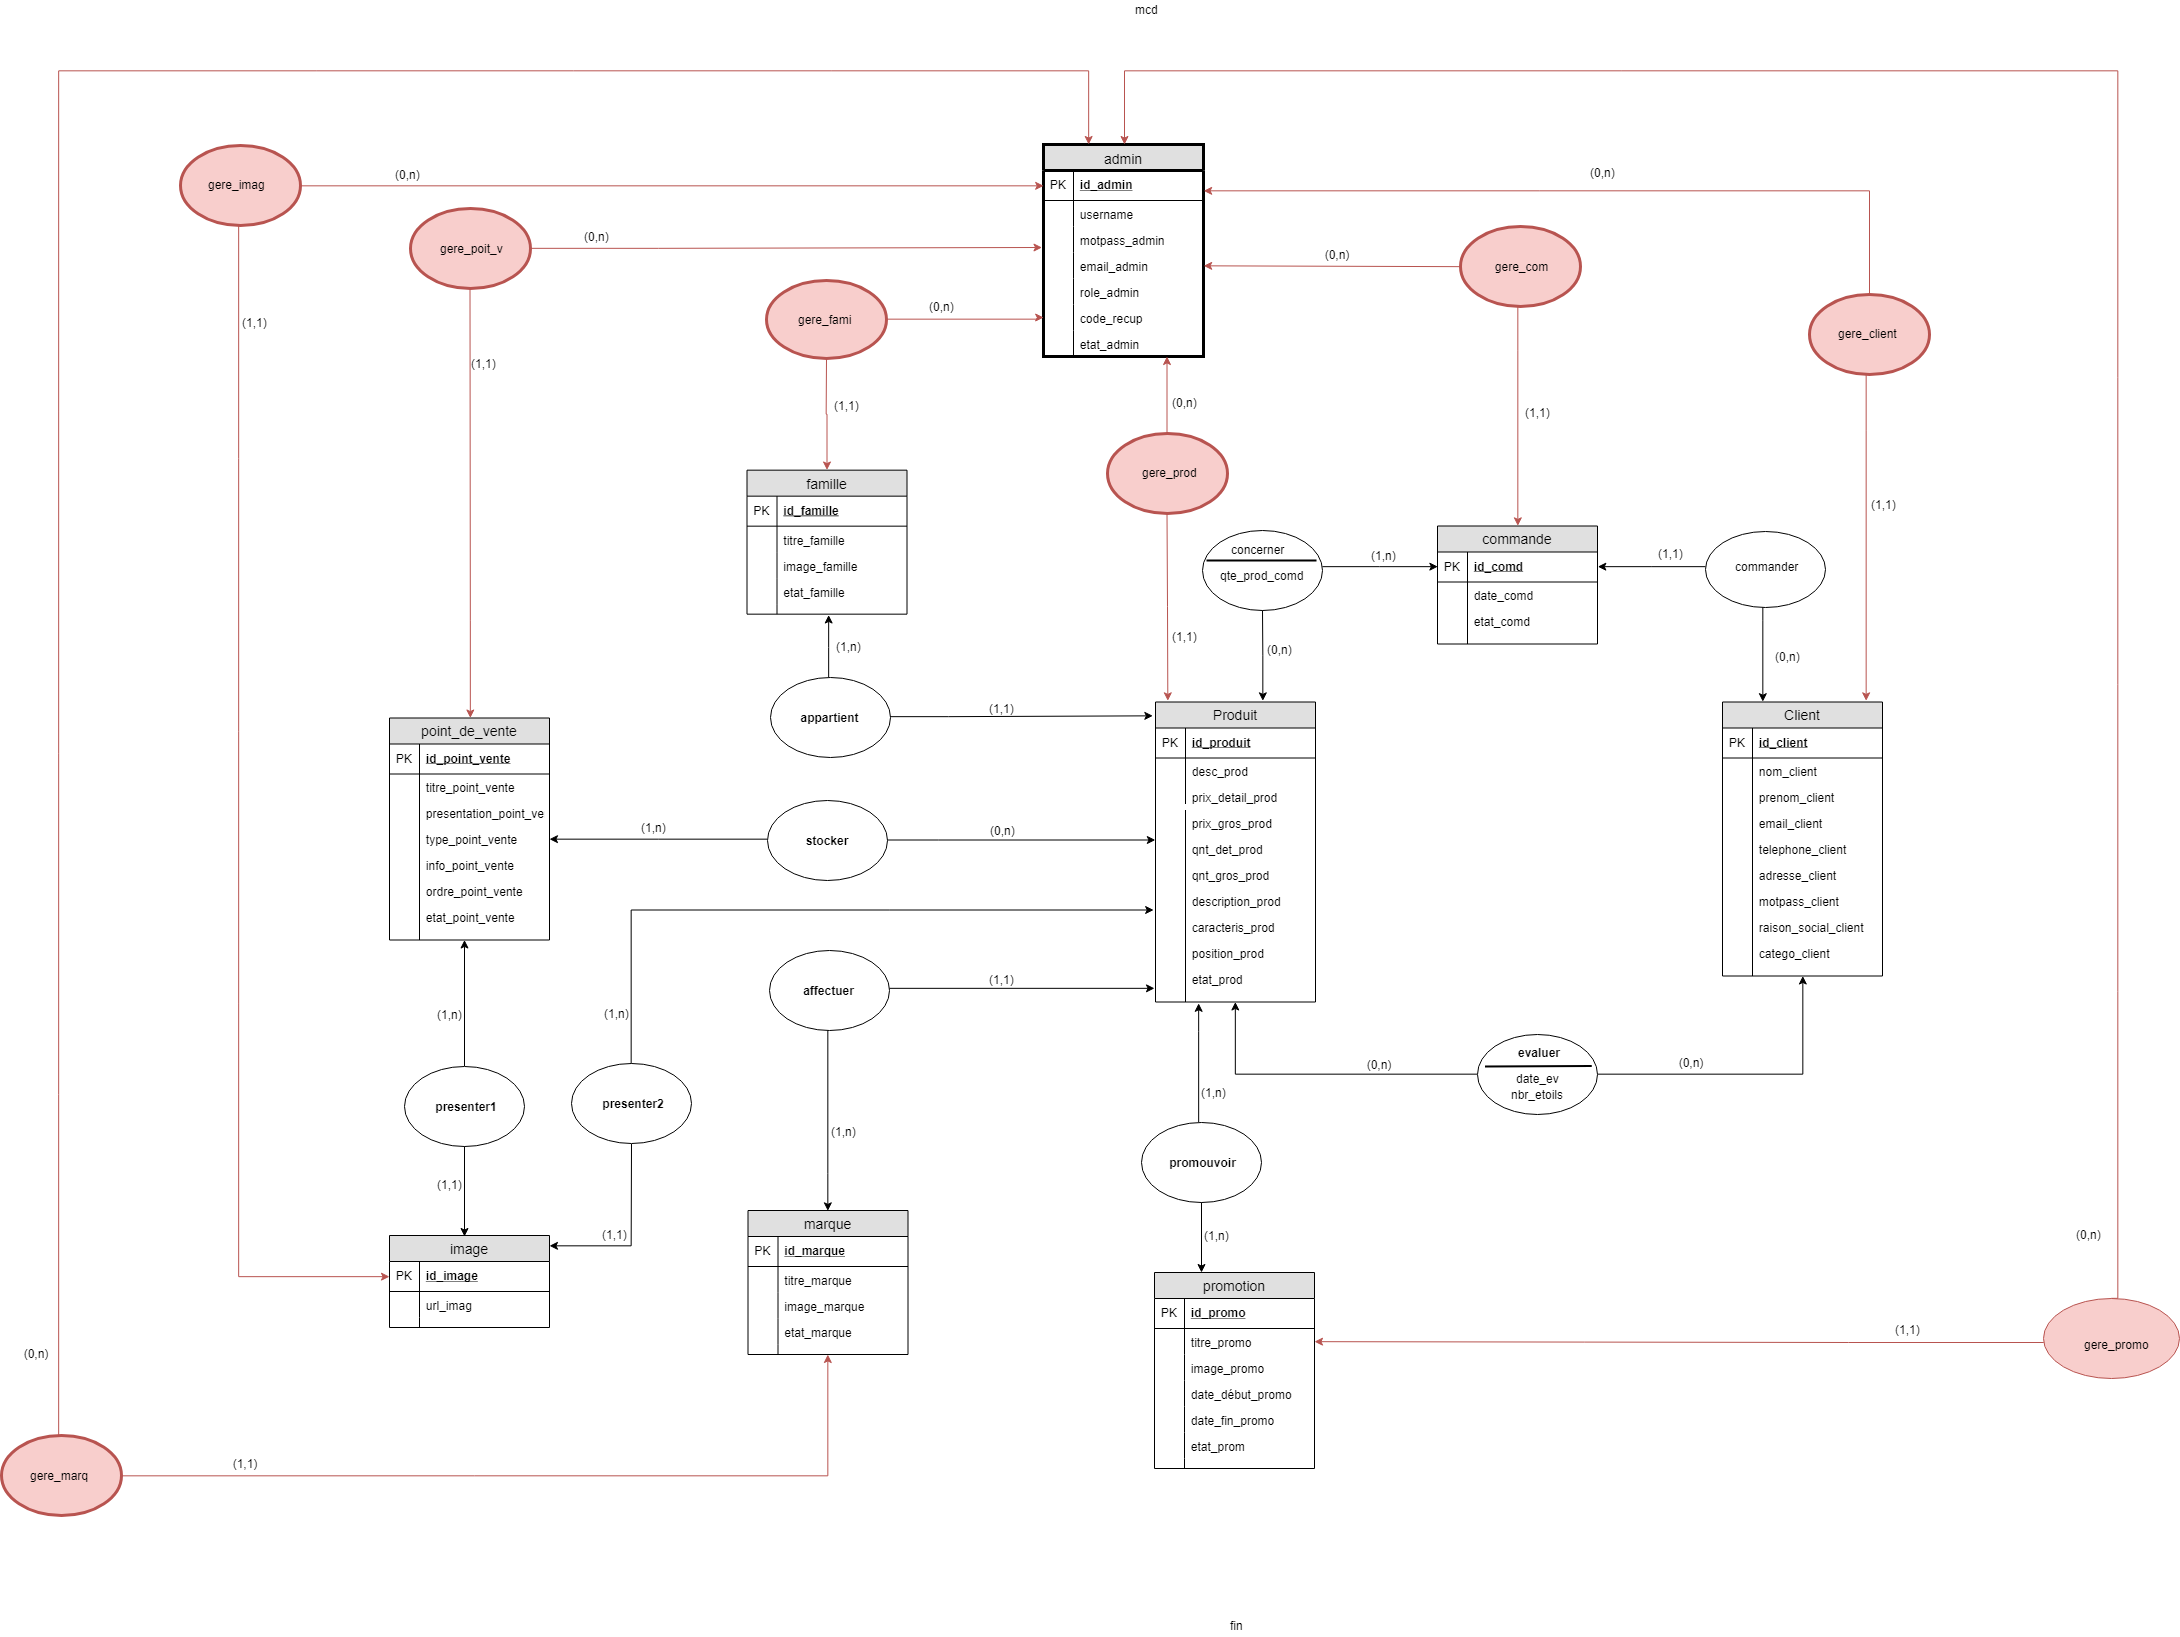 mcd
admin
PK id_admin
username
motpass_admin
email_admin
role_admin
code_recup
etat_admin
gere_imag
(0,n)
(1,1)
gere_poit_v
(0,n)
(1,1)
gere_fami
(0,n)
(1,1)
gere_prod
(0,n)
(1,1)
gere_com
(0,n)
(1,1)
gere_client
(0,n)
(1,1)
famille
PK id_famille
titre_famille
image_famille
etat_famille
(1,n)
appartient
(1,1)
concerner
qte_prod_comd
(1,n)
(0,n)
commande
PK id_comd
date_comd
etat_comd
(1,1)
commander
(0,n)
point_de_vente
PK id_point_vente
titre_point_vente
presentation_point_ve
type_point_vente
info_point_vente
ordre_point_vente
etat_point_vente
(1,n)
stocker
(0,n)
Produit
PK id_produit
desc_prod
prix_detail_prod
prix_gros_prod
qnt_det_prod
qnt_gros_prod
description_prod
caracteris_prod
position_prod
etat_prod
Client
PK id_client
nom_client
prenom_client
email_client
telephone_client
adresse_client
motpass_client
raison_social_client
catego_client
affectuer
(1,1)
(1,n)
(1,n)
presenter1
(1,1)
(1,n)
presenter2
(1,1)
evaluer
date_ev
nbr_etoils
(0,n)
(0,n)
(1,n)
promouvoir
(1,n)
image
PK id_image
url_imag
marque
PK id_marque
titre_marque
image_marque
etat_marque
promotion
PK id_promo
titre_promo
image_promo
date_début_promo
date_fin_promo
etat_prom
(0,n)
gere_promo
(1,1)
(0,n)
gere_marq
(1,1)
fin